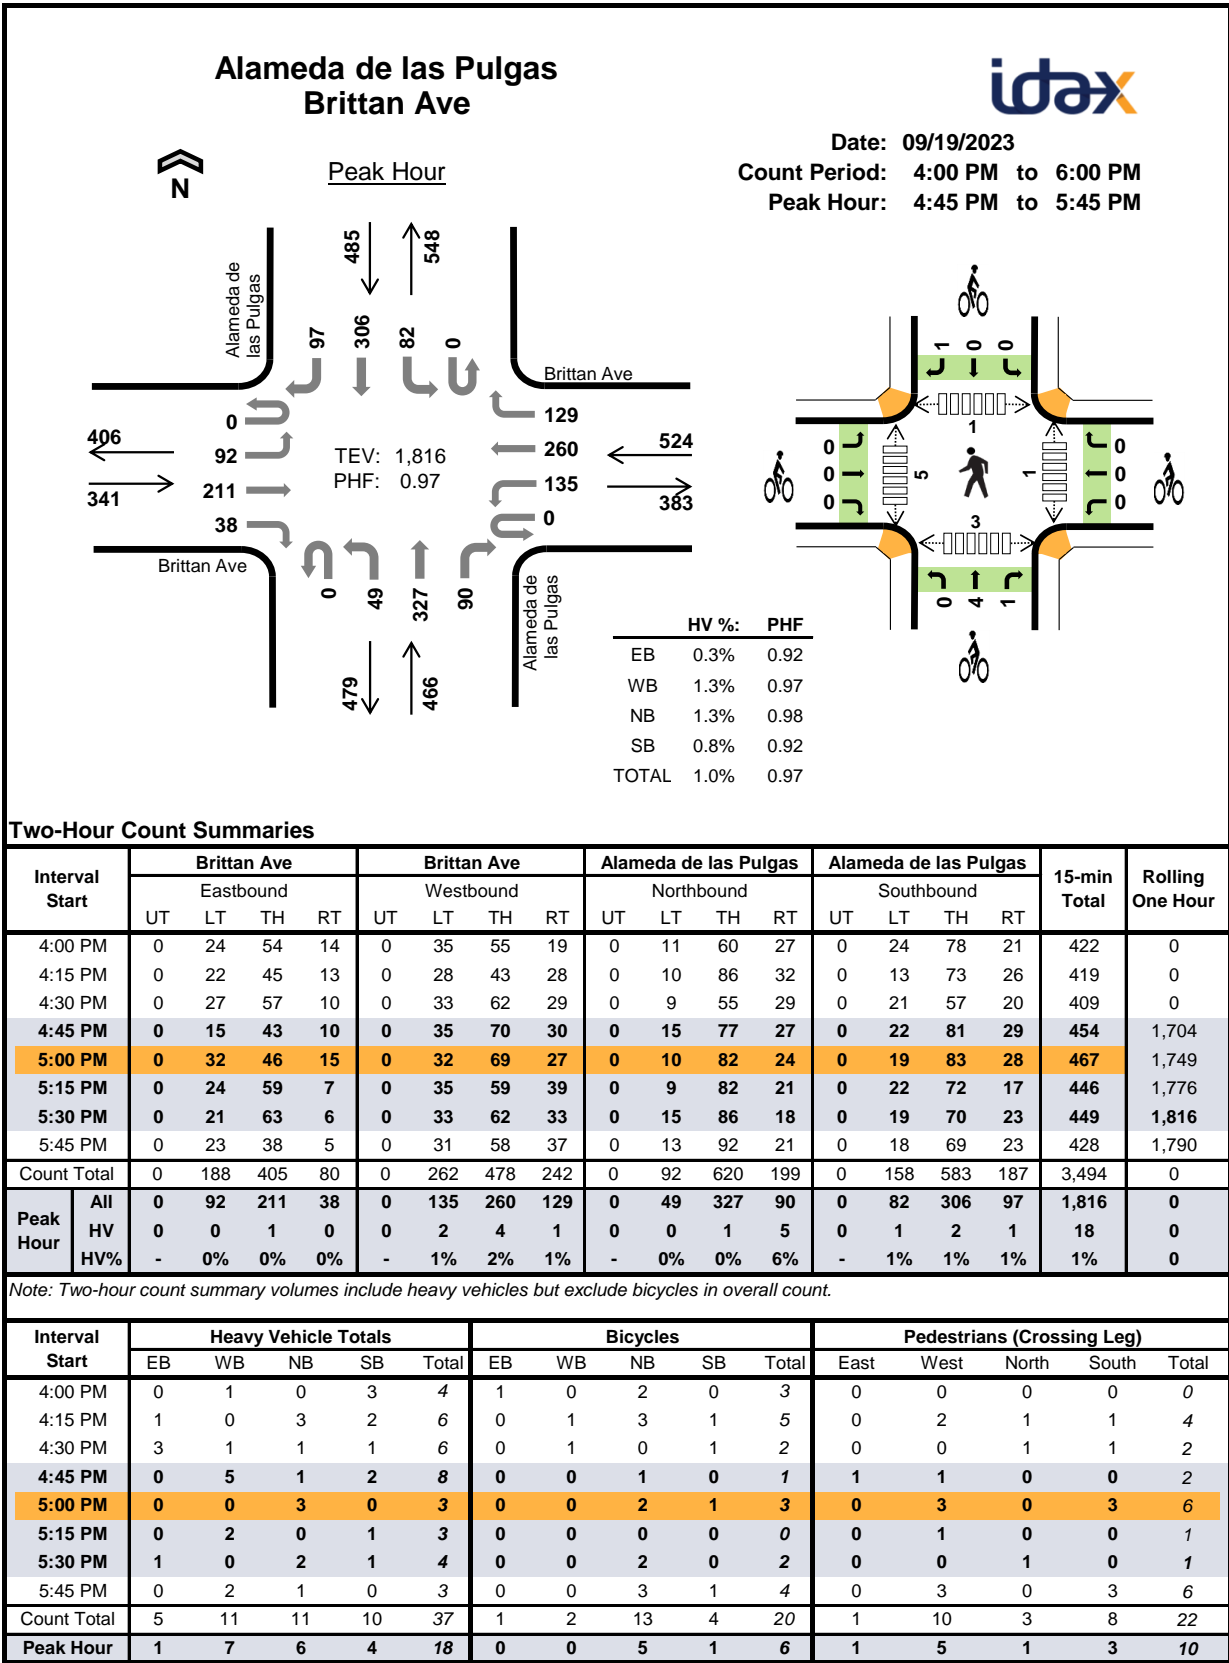 Alameda de las Pulgas
Brittan Ave
idax
Date: 09/19/2023
Count Period: 4:00 PM to 6:00 PM
Peak Hour: 4:45 PM to 5:45 PM
N
Peak Hour
485
548
Alameda de
las Pulgas
97
306
82
0
Brittan Ave
0
92
211
38
406
341
TEV: 1,816
PHF: 0.97
129
260
135
0
524
383
Brittan Ave
0
49
327
90
Alameda de
las Pulgas
479
466
1 0 0
0
0
0
1
5
1
3
0
0
0
0 4 1
HV %: PHF
EB 0.3% 0.92
WB 1.3% 0.97
NB 1.3% 0.98
SB 0.8% 0.92
TOTAL 1.0% 0.97
Two-Hour Count Summaries
Interval Start Brittan Ave Brittan Ave Alameda de las Pulgas Alameda de las Pulgas 15-min Total Rolling One Hour
Eastbound Westbound Northbound Southbound
UT LT TH RT UT LT TH RT UT LT TH RT UT LT TH RT
4:00 PM 0 24 54 14 0 35 55 19 0 11 60 27 0 24 78 21 422 0
4:15 PM 0 22 45 13 0 28 43 28 0 10 86 32 0 13 73 26 419 0
4:30 PM 0 27 57 10 0 33 62 29 0 9 55 29 0 21 57 20 409 0
4:45 PM 0 15 43 10 0 35 70 30 0 15 77 27 0 22 81 29 454 1,704
5:00 PM 0 32 46 15 0 32 69 27 0 10 82 24 0 19 83 28 467 1,749
5:15 PM 0 24 59 7 0 35 59 39 0 9 82 21 0 22 72 17 446 1,776
5:30 PM 0 21 63 6 0 33 62 33 0 15 86 18 0 19 70 23 449 1,816
5:45 PM 0 23 38 5 0 31 58 37 0 13 92 21 0 18 69 23 428 1,790
Count Total 0 188 405 80 0 262 478 242 0 92 620 199 0 158 583 187 3,494 0
Peak Hour All 0 92 211 38 0 135 260 129 0 49 327 90 0 82 306 97 1,816 0
HV 0 0 1 0 0 2 4 1 0 0 1 5 0 1 2 1 18 0
HV% - 0% 0% 0% - 1% 2% 1% - 0% 0% 6% - 1% 1% 1% 1% 0
Note: Two-hour count summary volumes include heavy vehicles but exclude bicycles in overall count.
Interval Start Heavy Vehicle Totals Bicycles Pedestrians (Crossing Leg)
EB WB NB SB Total EB WB NB SB Total East West North South Total
4:00 PM 0 1 0 3 4 1 0 2 0 3 0 0 0 0 0
4:15 PM 1 0 3 2 6 0 1 3 1 5 0 2 1 1 4
4:30 PM 3 1 1 1 6 0 1 0 1 2 0 0 1 1 2
4:45 PM 0 5 1 2 8 0 0 1 0 1 1 1 0 0 2
5:00 PM 0 0 3 0 3 0 0 2 1 3 0 3 0 3 6
5:15 PM 0 2 0 1 3 0 0 0 0 0 0 1 0 0 1
5:30 PM 1 0 2 1 4 0 0 2 0 2 0 0 1 0 1
5:45 PM 0 2 1 0 3 0 0 3 1 4 0 3 0 3 6
Count Total 5 11 11 10 37 1 2 13 4 20 1 10 3 8 22
Peak Hour 1 7 6 4 18 0 0 5 1 6 1 5 1 3 10